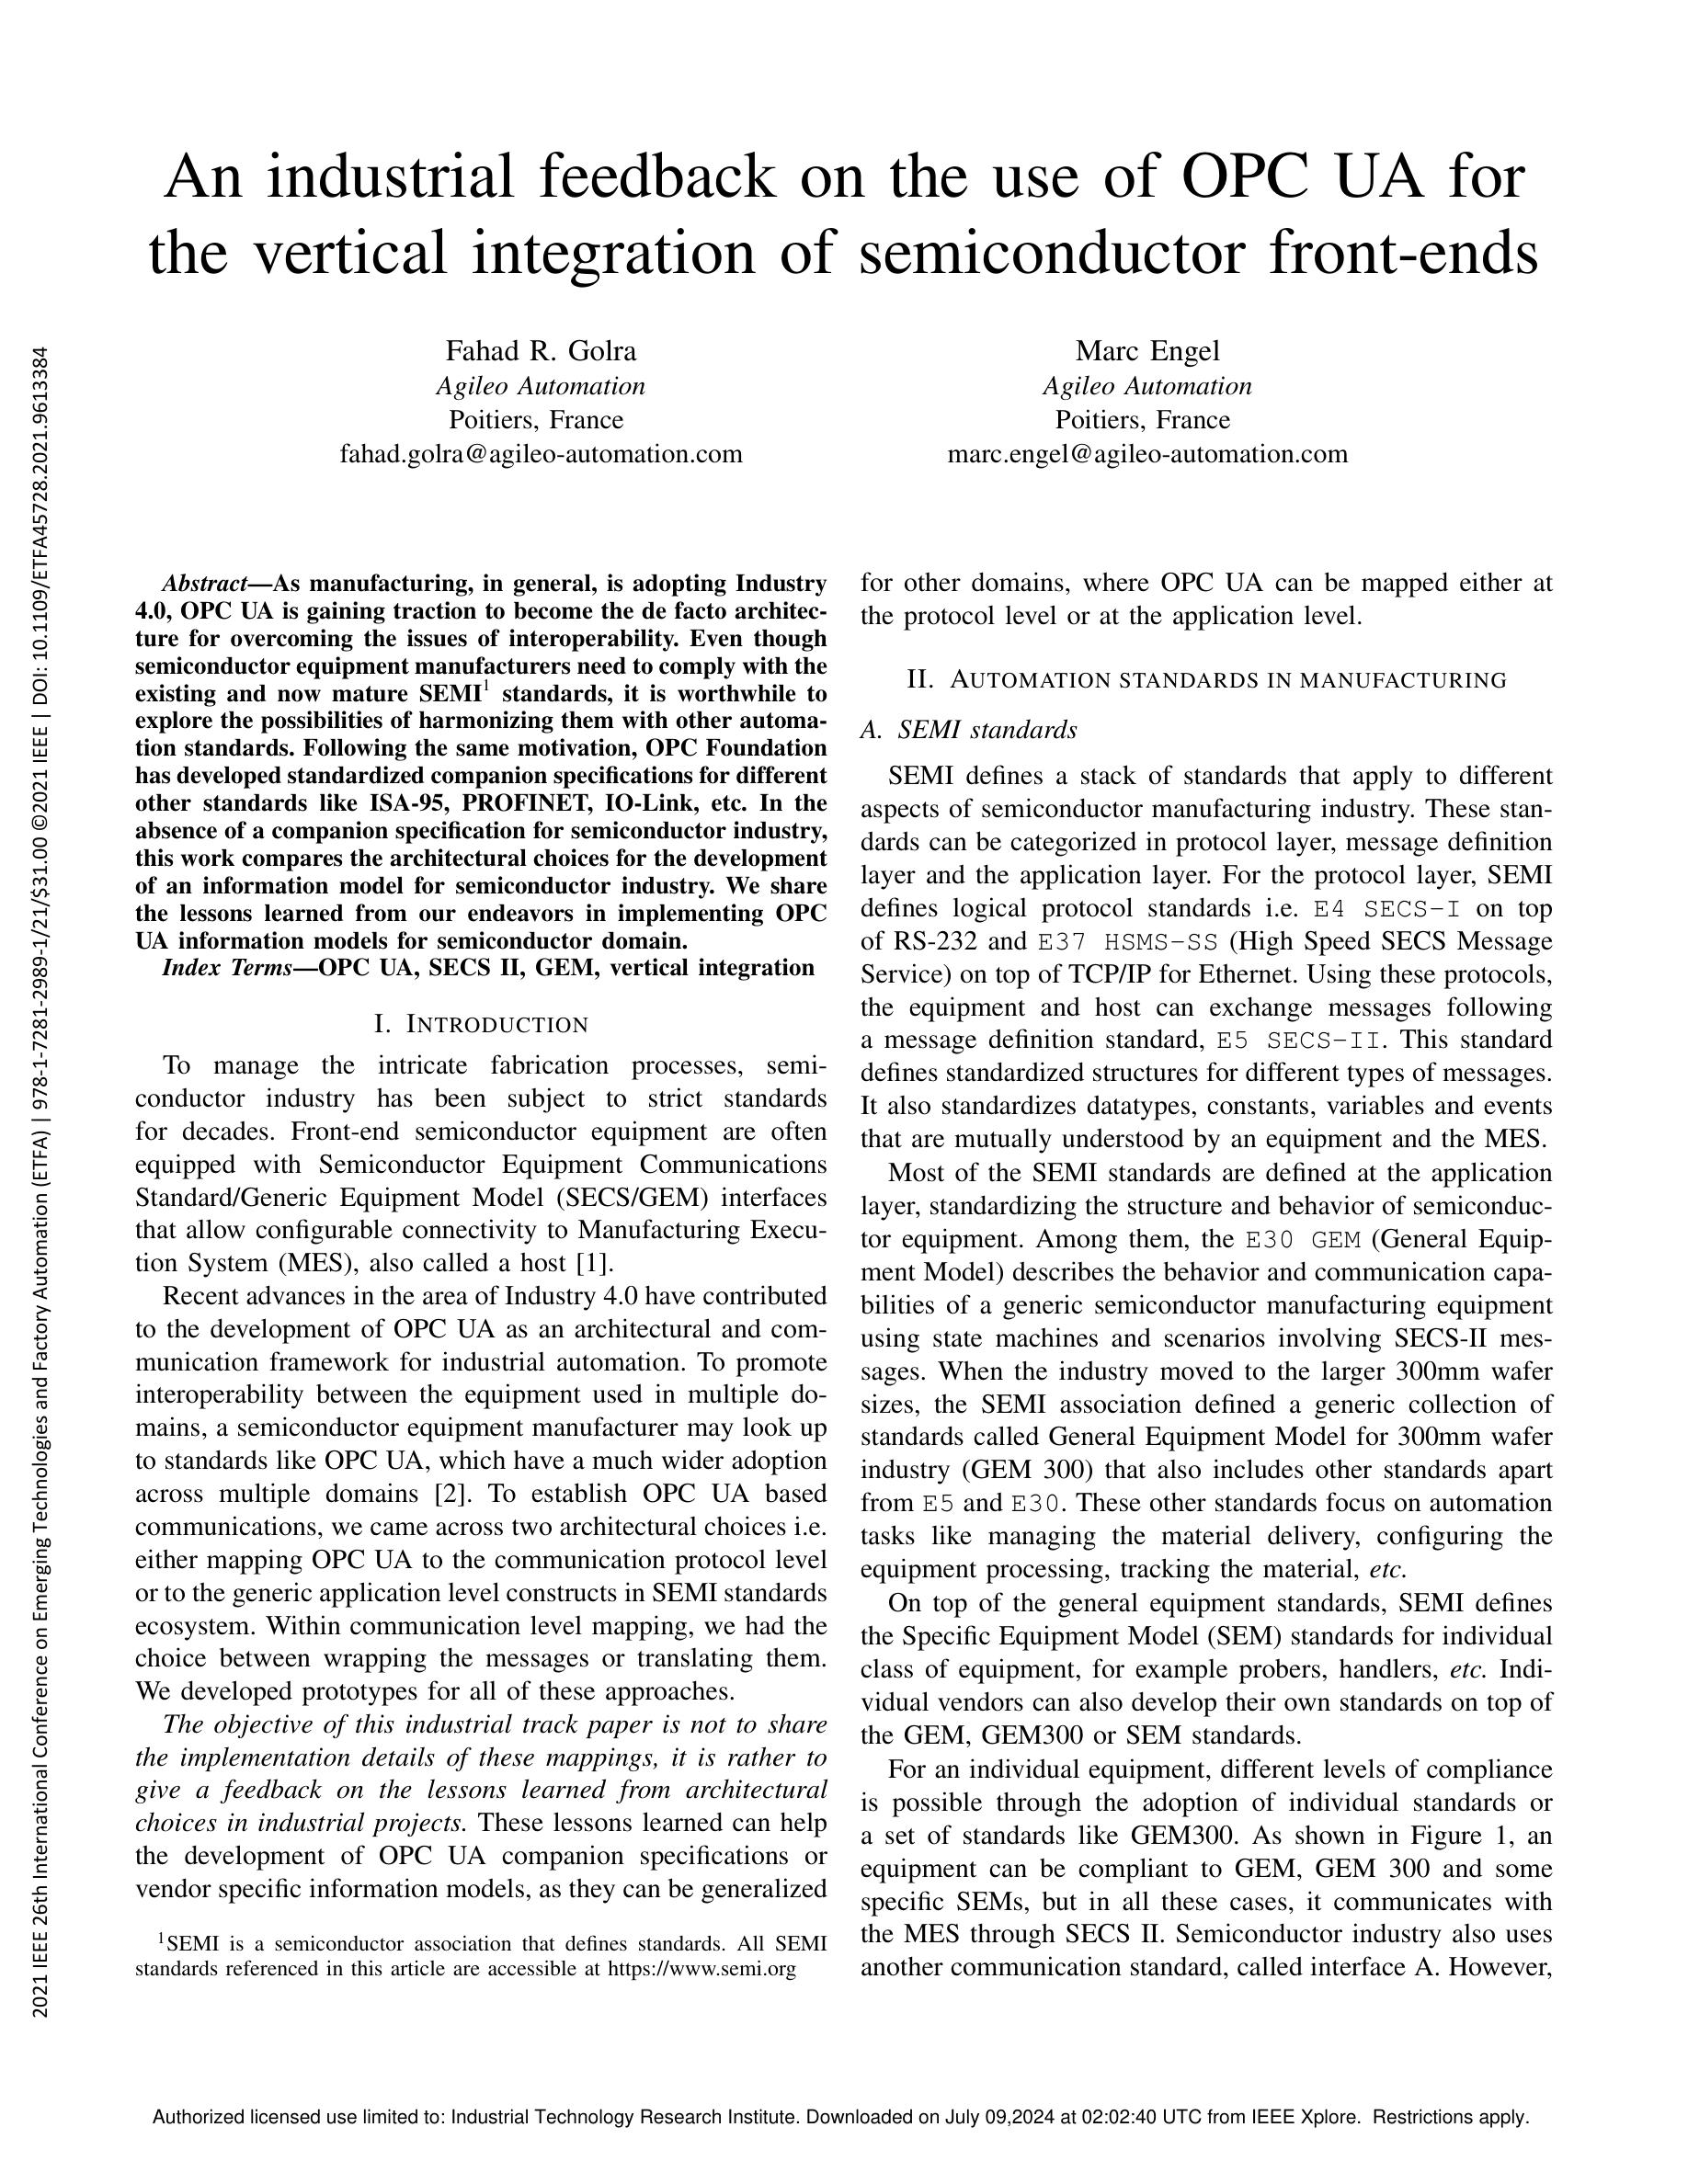 An industrial feedback on the use of OPC UA for
the vertical integration of semiconductor front-ends
Fahad R. Golra
Agileo Automation
Poitiers, France
fahad.golra@agileo-automation.com
Marc Engel
Agileo Automation
Poitiers, France
marc.engel@agileo-automation.com
2021 IEEE 26th International Conference on Emerging Technologies and Factory Automation (ETFA) | 978-1-7281-2989-1/21/$31.00 ©2021 IEEE | DOI: 10.1109/ETFA45728.2021.9613384
Abstract—As manufacturing, in general, is adopting Industry
4.0, OPC UA is gaining traction to become the de facto architec-
ture for overcoming the issues of interoperability. Even though
semiconductor equipment manufacturers need to comply with the
existing and now mature SEMI1 standards, it is worthwhile to
explore the possibilities of harmonizing them with other automa-
tion standards. Following the same motivation, OPC Foundation
has developed standardized companion specifications for different
other standards like ISA-95, PROFINET, IO-Link, etc. In the
absence of a companion specification for semiconductor industry,
this work compares the architectural choices for the development
of an information model for semiconductor industry. We share
the lessons learned from our endeavors in implementing OPC
UA information models for semiconductor domain.
Index Terms—OPC UA, SECS II, GEM, vertical integration
I. INTRODUCTION
To manage the intricate fabrication processes, semi-
conductor industry has been subject to strict standards
for decades. Front-end semiconductor equipment are often
equipped with Semiconductor Equipment Communications
Standard/Generic Equipment Model (SECS/GEM) interfaces
that allow configurable connectivity to Manufacturing Execu-
tion System (MES), also called a host [1].
Recent advances in the area of Industry 4.0 have contributed
to the development of OPC UA as an architectural and com-
munication framework for industrial automation. To promote
interoperability between the equipment used in multiple do-
mains, a semiconductor equipment manufacturer may look up
to standards like OPC UA, which have a much wider adoption
across multiple domains [2]. To establish OPC UA based
communications, we came across two architectural choices i.e.
either mapping OPC UA to the communication protocol level
or to the generic application level constructs in SEMI standards
ecosystem. Within communication level mapping, we had the
choice between wrapping the messages or translating them.
We developed prototypes for all of these approaches.
The objective of this industrial track paper is not to share
the implementation details of these mappings, it is rather to
give a feedback on the lessons learned from architectural
choices in industrial projects. These lessons learned can help
the development of OPC UA companion specifications or
vendor specific information models, as they can be generalized
1SEMI is a semiconductor association that defines standards. All SEMI
standards referenced in this article are accessible at https://www.semi.org
for other domains, where OPC UA can be mapped either at
the protocol level or at the application level.
II. AUTOMATION STANDARDS IN MANUFACTURING
A. SEMI standards
SEMI defines a stack of standards that apply to different
aspects of semiconductor manufacturing industry. These stan-
dards can be categorized in protocol layer, message definition
layer and the application layer. For the protocol layer, SEMI
defines logical protocol standards i.e. E4 SECS-I on top
of RS-232 and E37 HSMS-SS (High Speed SECS Message
Service) on top of TCP/IP for Ethernet. Using these protocols,
the equipment and host can exchange messages following
a message definition standard, E5 SECS-II. This standard
defines standardized structures for different types of messages.
It also standardizes datatypes, constants, variables and events
that are mutually understood by an equipment and the MES.
Most of the SEMI standards are defined at the application
layer, standardizing the structure and behavior of semiconduc-
tor equipment. Among them, the E30 GEM (General Equip-
ment Model) describes the behavior and communication capa-
bilities of a generic semiconductor manufacturing equipment
using state machines and scenarios involving SECS-II mes-
sages. When the industry moved to the larger 300mm wafer
sizes, the SEMI association defined a generic collection of
standards called General Equipment Model for 300mm wafer
industry (GEM 300) that also includes other standards apart
from E5 and E30. These other standards focus on automation
tasks like managing the material delivery, configuring the
equipment processing, tracking the material, etc.
On top of the general equipment standards, SEMI defines
the Specific Equipment Model (SEM) standards for individual
class of equipment, for example probers, handlers, etc. Indi-
vidual vendors can also develop their own standards on top of
the GEM, GEM300 or SEM standards.
For an individual equipment, different levels of compliance
is possible through the adoption of individual standards or
a set of standards like GEM300. As shown in Figure 1, an
equipment can be compliant to GEM, GEM 300 and some
specific SEMs, but in all these cases, it communicates with
the MES through SECS II. Semiconductor industry also uses
another communication standard, called interface A. However,
Authorized licensed use limited to: Industrial Technology Research Institute. Downloaded on July 09,2024 at 02:02:40 UTC from IEEE Xplore. Restrictions apply.